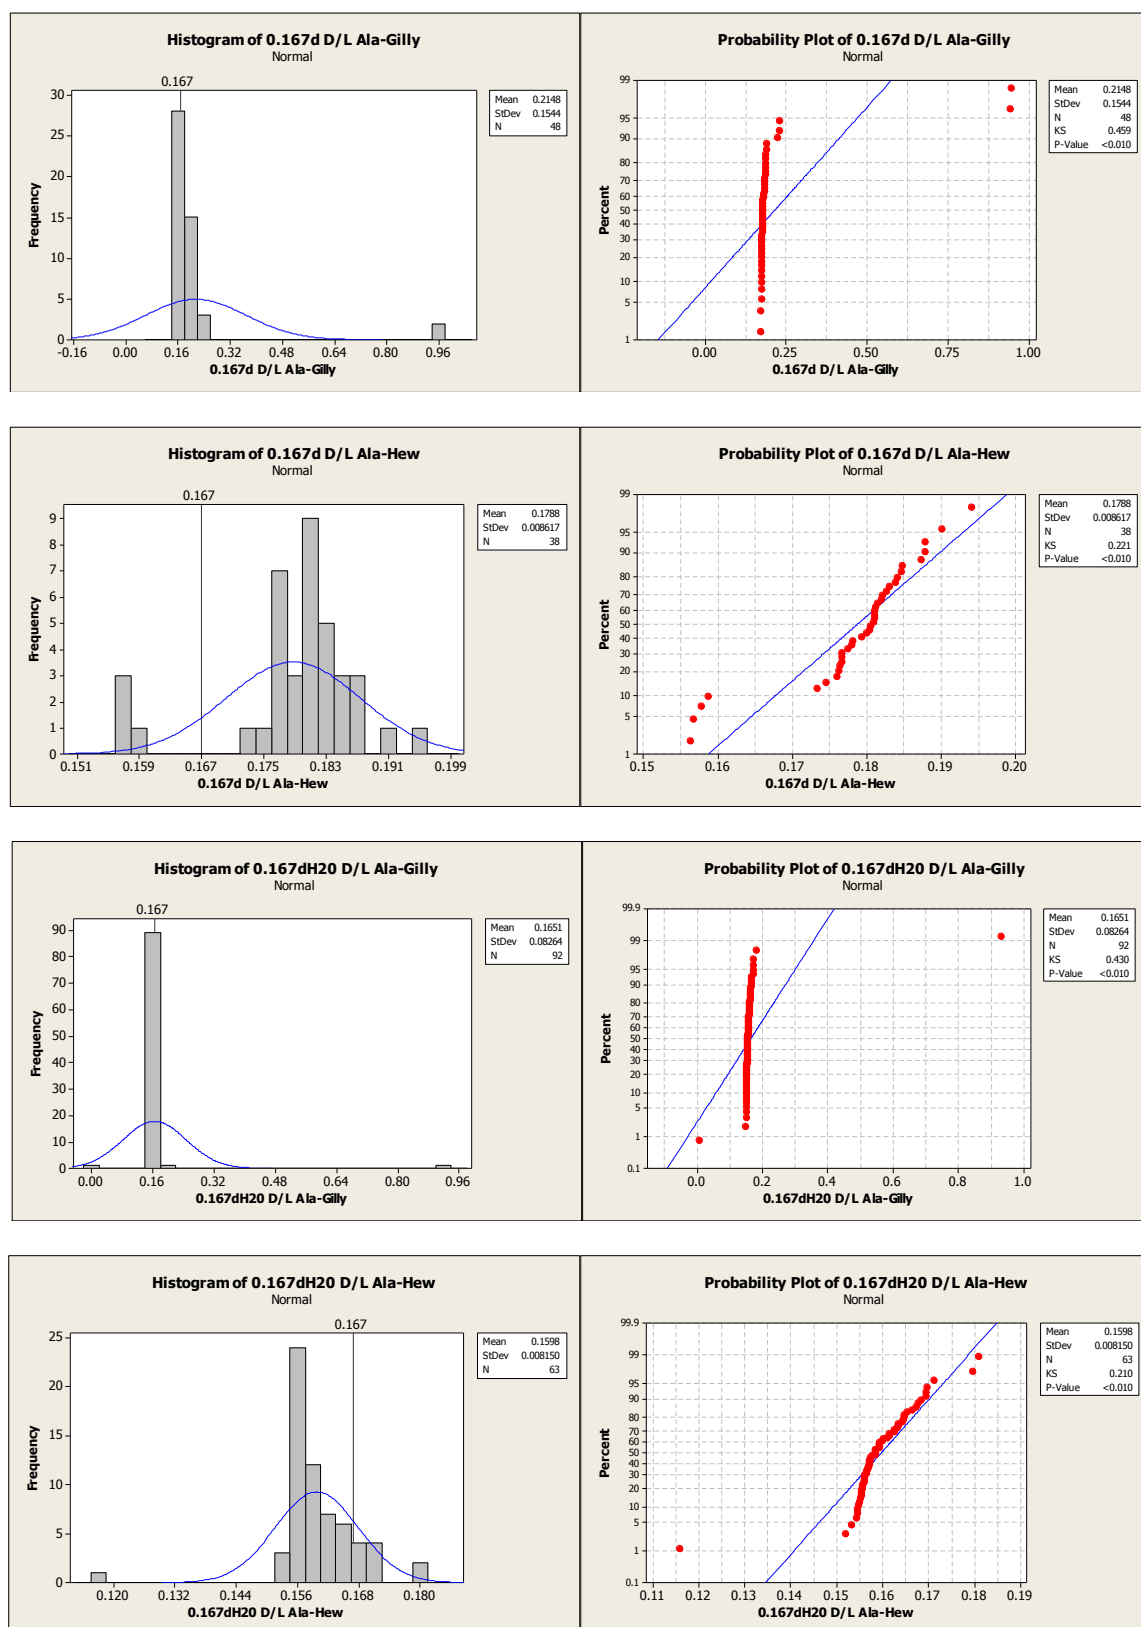 Histogram of 0.167d D/L Ala-Gilly
Normal
0.167
30
25
20
15
10
5
0
Frequency
-0.16 0.00 0.16 0.32 0.48 0.64 0.80 0.96
0.167d D/L Ala-Gilly
Mean 0.2148
StDev 0.1544
N 48
Probability Plot of 0.167d D/L Ala-Gilly
Normal
99
95
90
80
70
60
50
40
30
20
10
5
1
Percent
0.00 0.25 0.50 0.75 1.00
0.167d D/L Ala-Gilly
Mean 0.2148
StDev 0.1544
N 48
KS 0.459
P-Value <0.010
Histogram of 0.167d D/L Ala-Hew
Normal
0.167
9
8
7
6
5
4
3
2
1
0
Frequency
0.151 0.159 0.167 0.175 0.183 0.191 0.199
0.167d D/L Ala-Hew
Mean 0.1788
StDev 0.008617
N 38
Probability Plot of 0.167d D/L Ala-Hew
Normal
99
95
90
80
70
60
50
40
30
20
10
5
1
Percent
0.15 0.16 0.17 0.18 0.19 0.20
0.167d D/L Ala-Hew
Mean 0.1788
StDev 0.008617
N 38
KS 0.221
P-Value <0.010
Histogram of 0.167dH20 D/L Ala-Gilly
Normal
0.167
90
80
70
60
50
40
30
20
10
0
Frequency
0.00 0.16 0.32 0.48 0.64 0.80 0.96
0.167dH20 D/L Ala-Gilly
Mean 0.1651
StDev 0.08264
N 92
Probability Plot of 0.167dH20 D/L Ala-Gilly
Normal
99.9
99
95
90
80
70
60
50
40
30
20
10
5
1
0.1
Percent
0.0 0.2 0.4 0.6 0.8 1.0
0.167dH20 D/L Ala-Gilly
Mean 0.1651
StDev 0.08264
N 92
KS 0.430
P-Value <0.010
Histogram of 0.167dH20 D/L Ala-Hew
Normal
0.167
25
20
15
10
5
0
Frequency
0.120 0.132 0.144 0.156 0.168 0.180
0.167dH20 D/L Ala-Hew
Mean 0.1598
StDev 0.008150
N 63
Probability Plot of 0.167dH20 D/L Ala-Hew
Normal
99.9
99
95
90
80
70
60
50
40
30
20
10
5
1
0.1
Percent
0.11 0.12 0.13 0.14 0.15 0.16 0.17 0.18 0.19
0.167dH20 D/L Ala-Hew
Mean 0.1598
StDev 0.008150
N 63
KS 0.210
P-Value <0.010